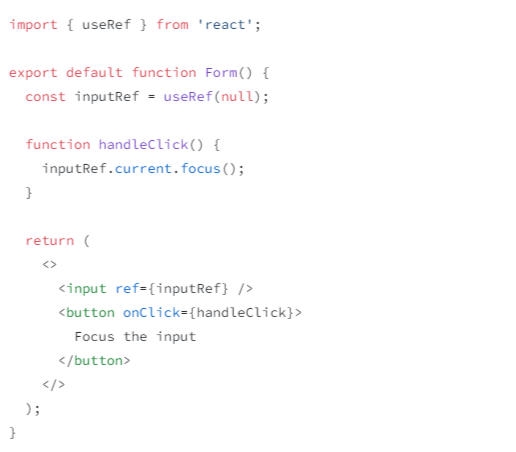 import { useRef } from 'react';

export default function Form() {
  const inputRef = useRef(null);

  function handleClick() {
    inputRef.current.focus();
  }

  return (
    <>
      <input ref={inputRef} />
      <button onClick={handleClick}>
        Focus the input
      </button>
    </>
  );
}